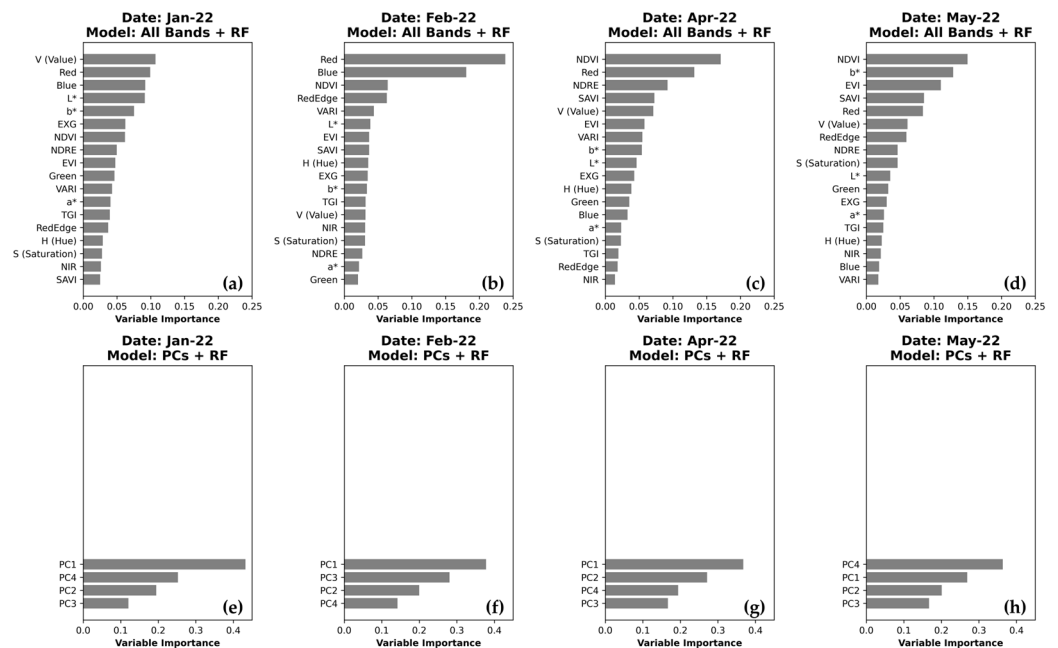 Date: Jan-22
Model: All Bands + RF
V (Value)
Red
Blue
L*
b*
EXG
NDVI
NDRE
EVI
Green
VARI
a*
TGI
RedEdge
H (Hue)
S (Saturation)
NIR
SAVI
(a)
0.00 0.05 0.10 0.15 0.20 0.25
Variable Importance
Date: Feb-22
Model: All Bands + RF
Red
Blue
NDVI
RedEdge
VARI
L*
EVI
SAVI
H (Hue)
EXG
b*
TGI
V (Value)
NIR
S (Saturation)
NDRE
a*
Green
(b)
0.00 0.05 0.10 0.15 0.20 0.25
Variable Importance
Date: Apr-22
Model: All Bands + RF
NDVI
Red
NDRE
SAVI
V (Value)
EVI
VARI
b*
L*
EXG
H (Hue)
Green
Blue
a*
S (Saturation)
TGI
RedEdge
NIR
(c)
0.00 0.05 0.10 0.15 0.20 0.25
Variable Importance
Date: May-22
Model: All Bands + RF
NDVI
b*
EVI
SAVI
Red
V (Value)
RedEdge
NDRE
S (Saturation)
L*
Green
EXG
a*
TGI
H (Hue)
NIR
Blue
VARI
(d)
0.00 0.05 0.10 0.15 0.20 0.25
Variable Importance
Date: Jan-22
Model: PCs + RF
PC1
PC4
PC2
PC3
(e)
0.0 0.1 0.2 0.3 0.4
Variable Importance
Date: Feb-22
Model: PCs + RF
PC1
PC3
PC2
PC4
(f)
0.0 0.1 0.2 0.3 0.4
Variable Importance
Date: Apr-22
Model: PCs + RF
PC1
PC2
PC4
PC3
(g)
0.0 0.1 0.2 0.3 0.4
Variable Importance
Date: May-22
Model: PCs + RF
PC4
PC1
PC2
PC3
(h)
0.0 0.1 0.2 0.3 0.4
Variable Importance